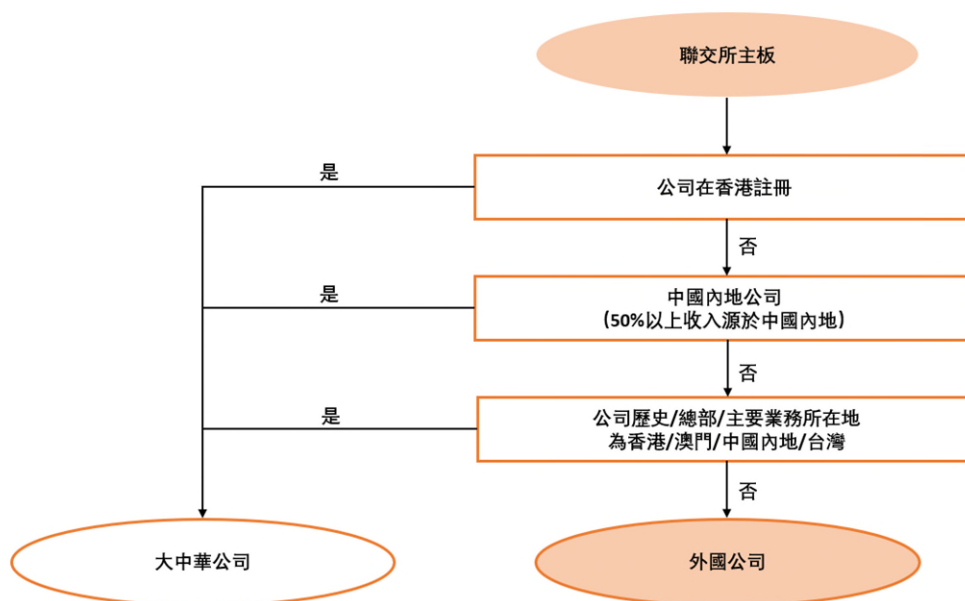 聯交所主板
是
公司在香港註冊
否
是
中國內地公司
(50%以上收入源於中國內地)
否
是
公司歷史/總部/主要業務所在地
為香港/澳門/中國內地/台灣
否
大中華公司
外國公司